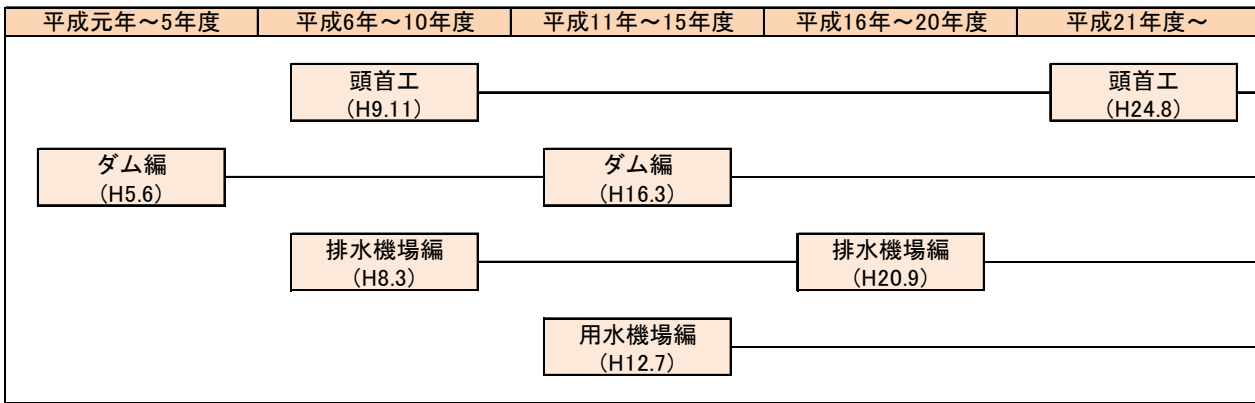 平成元年～5年度
平成6年～10年度
平成11年～15年度
平成16年～20年度
平成21年度～
頭首工
(H9.11)
頭首工
(H24.8)
ダム編
(H5.6)
ダム編
(H16.3)
排水機場編
(H8.3)
排水機場編
(H20.9)
用水機場編
(H12.7)